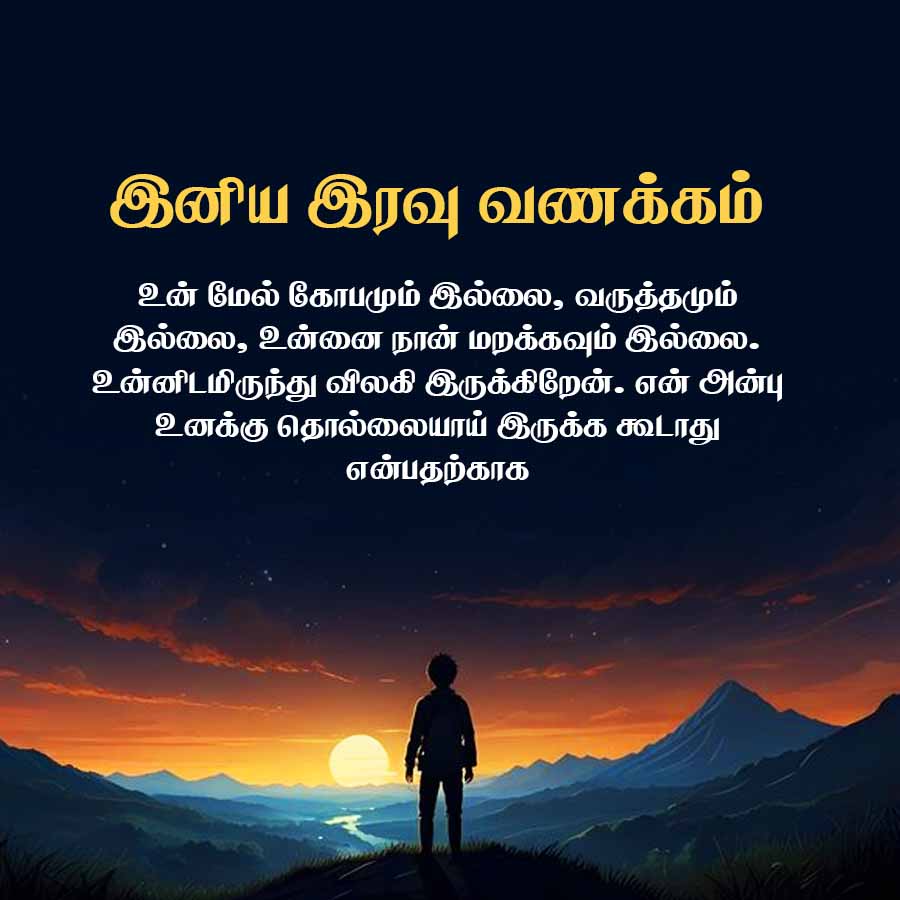 இனிய இரவு வணக்கம்
உன் மேல் கோபமும் இல்லை, வருத்தமும்
இல்லை, உன்னை நான் மறக்கவும் இல்லை.
உன்னிடமிருந்து விலகி இருக்கிறேன். என் அன்பு
உனக்கு தொல்லையாய் இருக்க கூடாது
என்பதற்காக